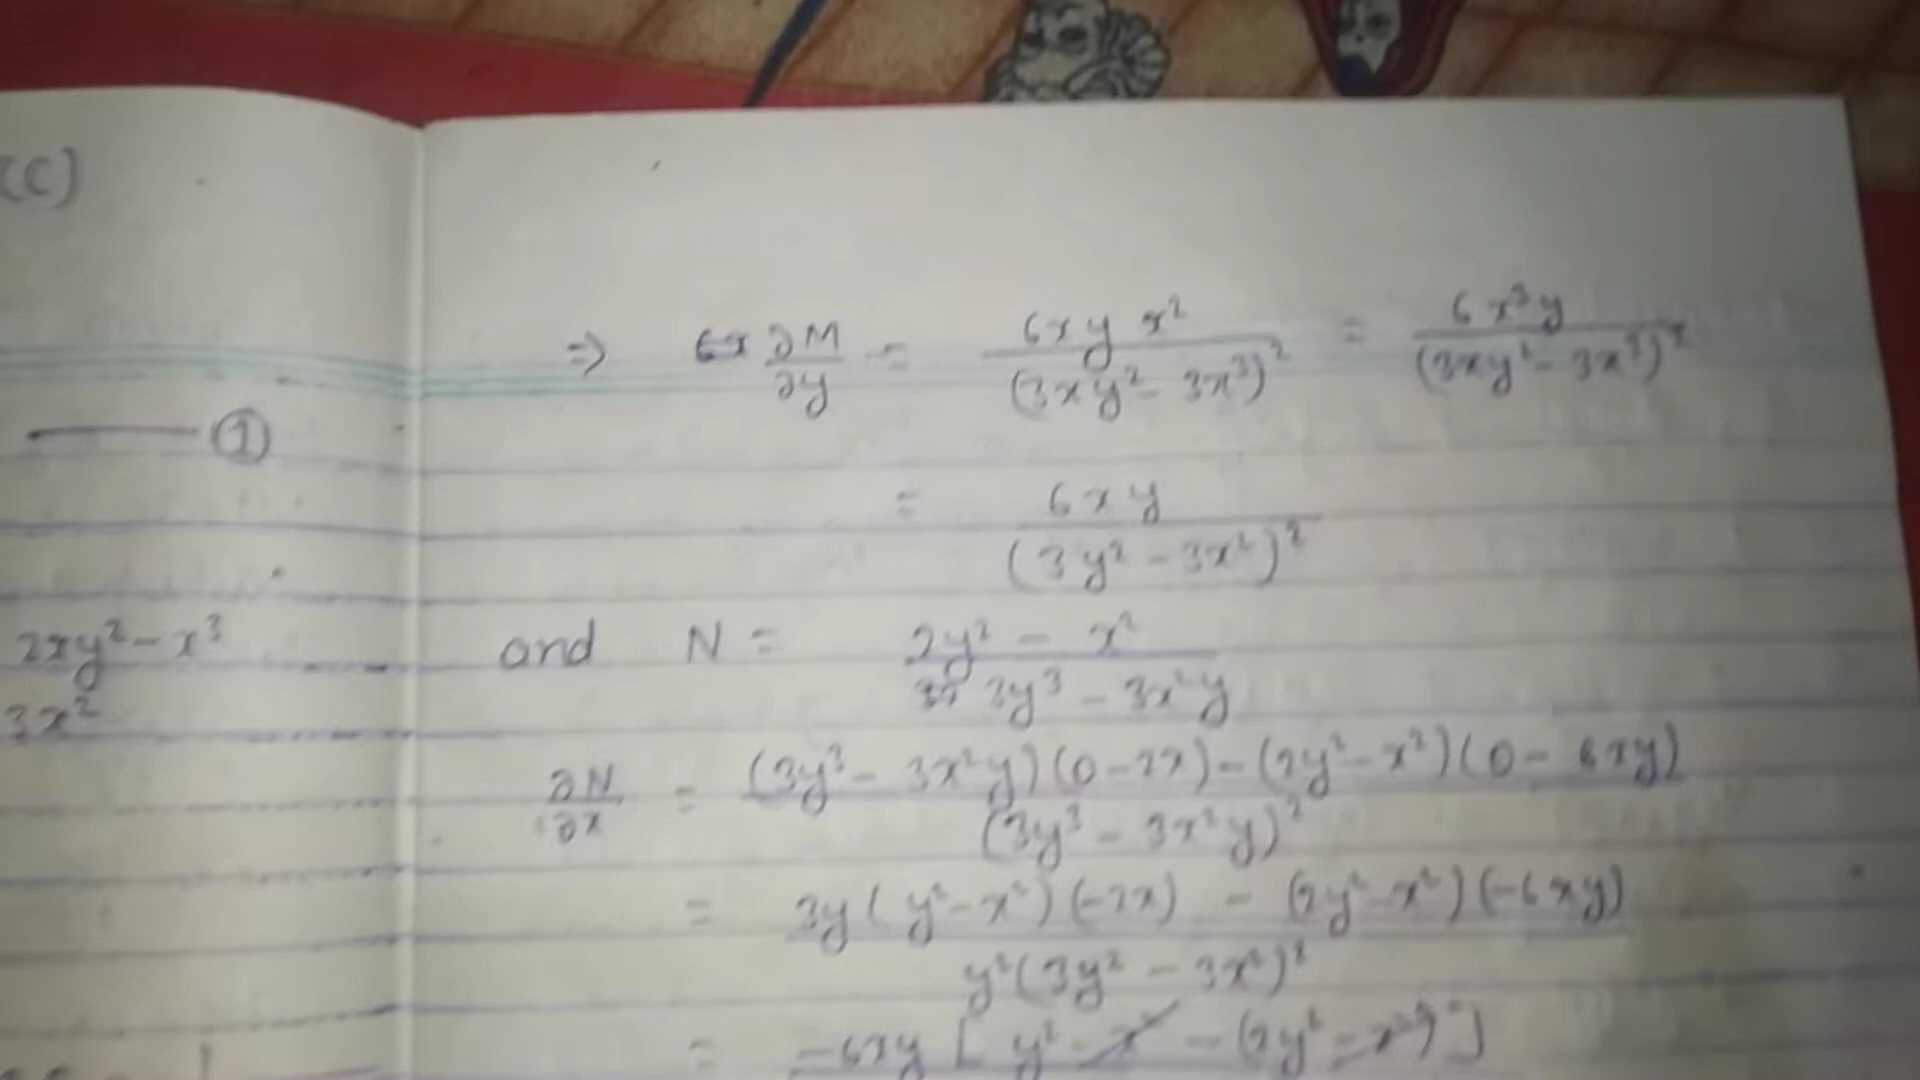 (C)
⇒ 6x ∂M/∂y = 6xy x²/(3xy² - 3x³)² = 6x³y/(3xy² - 3x³)²
——— ①
= 6xy/(3y² - 3x²)²
2xy² - x³
and N = 2y² - x²/3y³ - 3x²y
3x²
∂N/∂x = (3y³ - 3x²y)(0-2x) - (2y² - x²)(0 - 6xy)/(3y³ - 3x²y)²
= 3y(y² - x²)(-2x) - (2y² - x²)(-6xy)/y²(3y² - 3x²)²
= -6xy [y² - x² - (2y² - x²)]